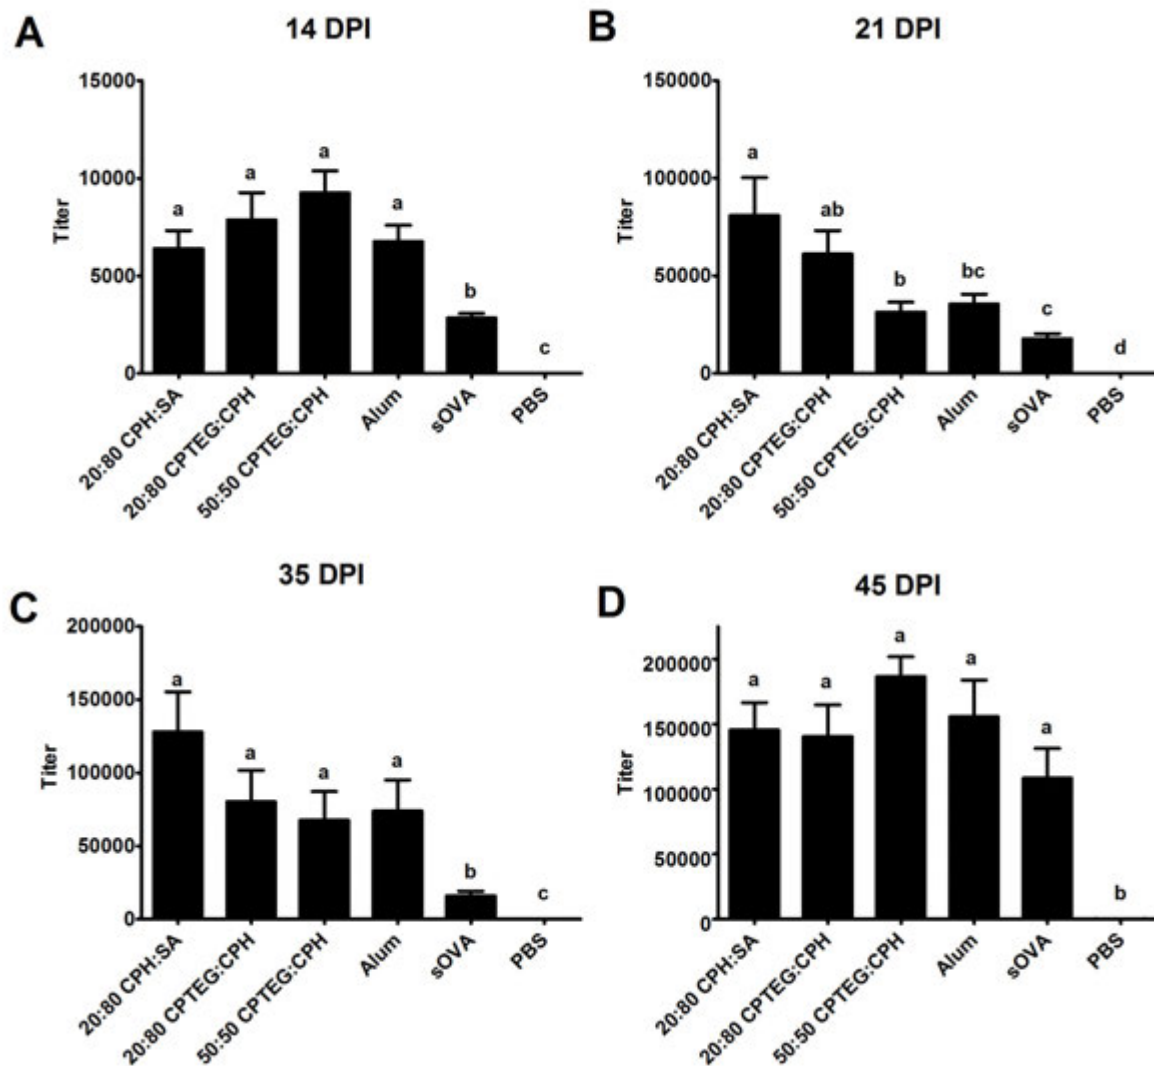 A
14 DPI
15000
10000
5000
0
Titer
a
a
a
a
b
c
20:80 CPH:SA
20:80 CPTEG:CPH
50:50 CPTEG:CPH
Alum
sOVA
PBS
B
21 DPI
150000
100000
50000
0
Titer
a
ab
b
bc
c
d
20:80 CPH:SA
20:80 CPTEG:CPH
50:50 CPTEG:CPH
Alum
sOVA
PBS
C
35 DPI
200000
150000
100000
50000
0
Titer
a
a
a
a
b
c
20:80 CPH:SA
20:80 CPTEG:CPH
50:50 CPTEG:CPH
Alum
sOVA
PBS
D
45 DPI
200000
150000
100000
50000
0
Titer
a
a
a
a
a
b
20:80 CPH:SA
20:80 CPTEG:CPH
50:50 CPTEG:CPH
Alum
sOVA
PBS